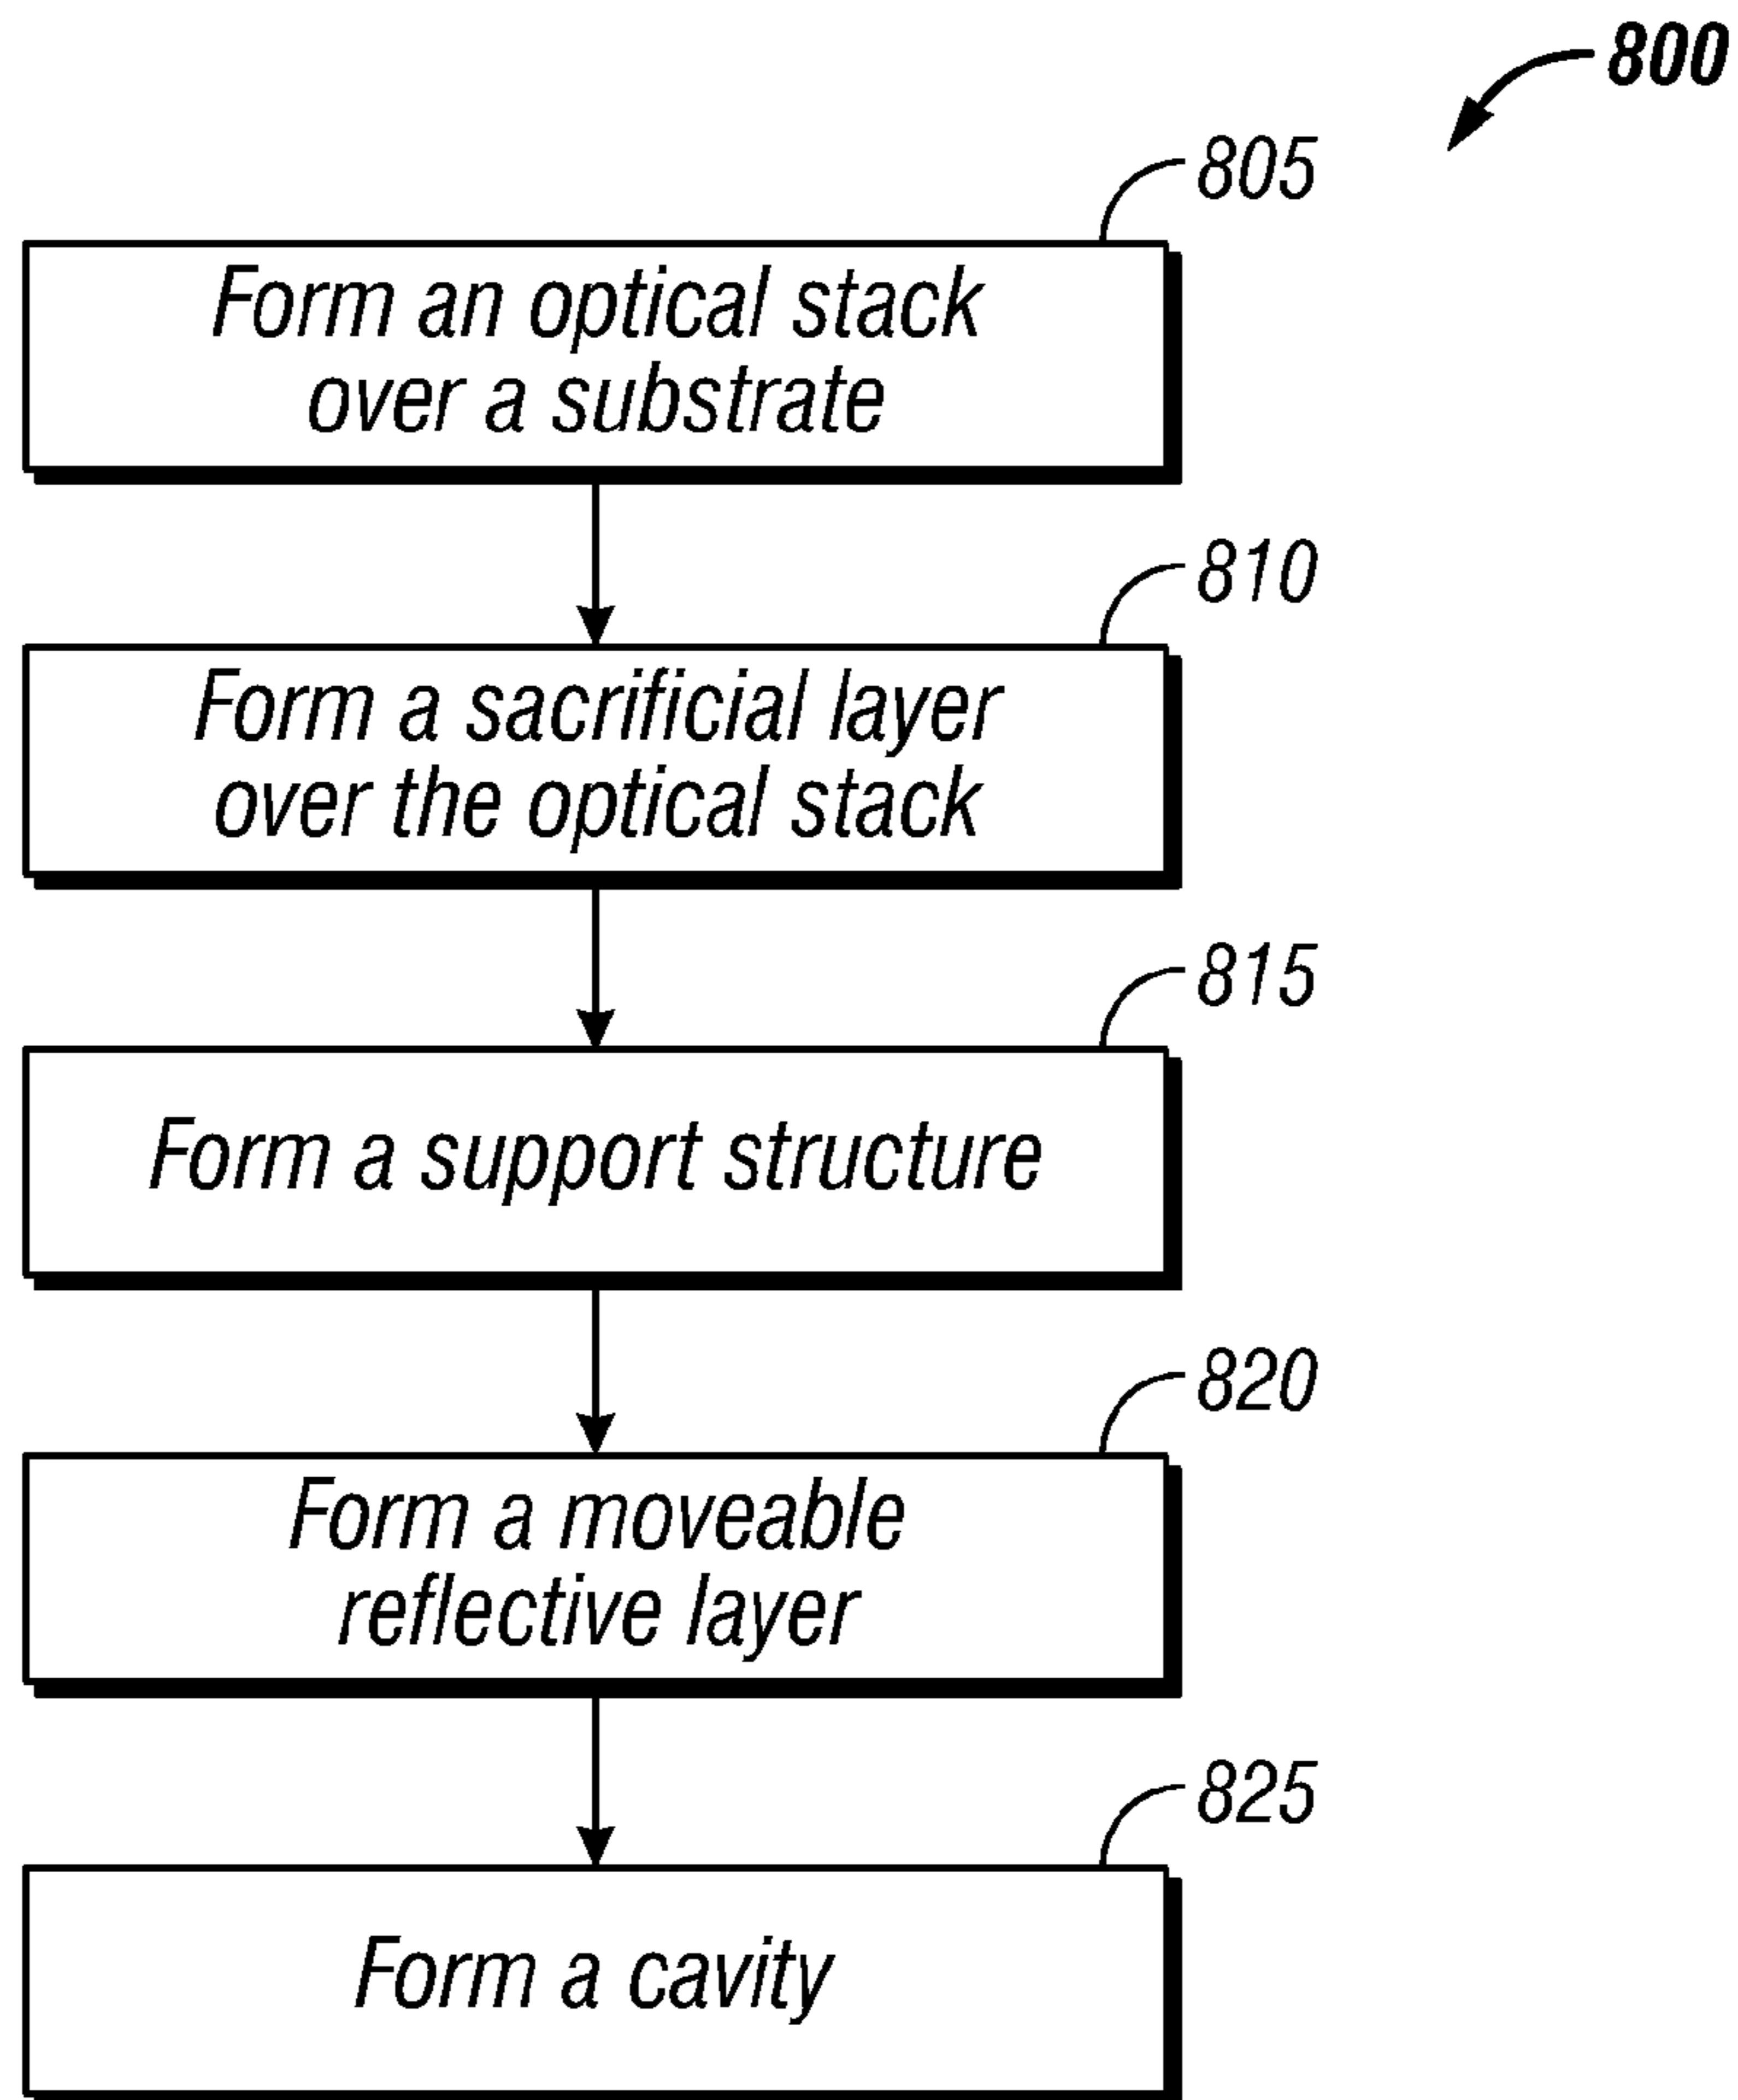 800
805
Form an optical stack
over a substrate
810
Form a sacrificial layer
over the optical stack
815
Form a support structure
820
Form a moveable
reflective layer
825
Form a cavity